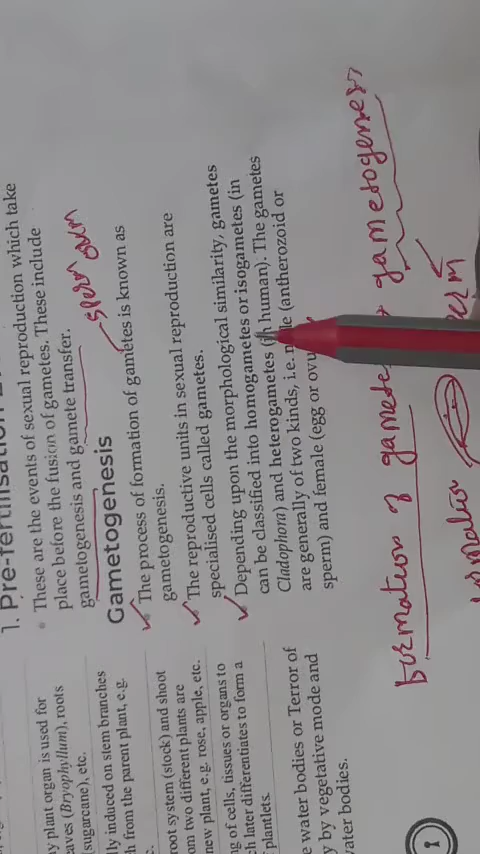 1. Pre-fertilisation
These are the events of sexual reproduction which take
place before the fusion of gametes. These include
gametogenesis and gamete transfer.
sperm ovum
Gametogenesis
The process of formation of gametes is known as
gametogenesis.
The reproductive units in sexual reproduction are
specialised cells called gametes.
Depending upon the morphological similarity, gametes
can be classified into homogametes or isogametes (in
Cladophora) and heterogametes (in human). The gametes
are generally of two kinds, i.e. male (antherozoid or
sperm) and female (egg or
formation of gamete gametogenesis
plant organ is used for
(Bryophyllum), roots
(sugarcane), etc.
induced on stem branches
from the parent plant, e.g.
root system (stock) and shoot
two different plants are
new plant, e.g. rose, apple, etc.
of cells, tissues or organs to
later differentiates to form a
plantlets.
water bodies or Terror of
by vegetative mode and
water bodies.